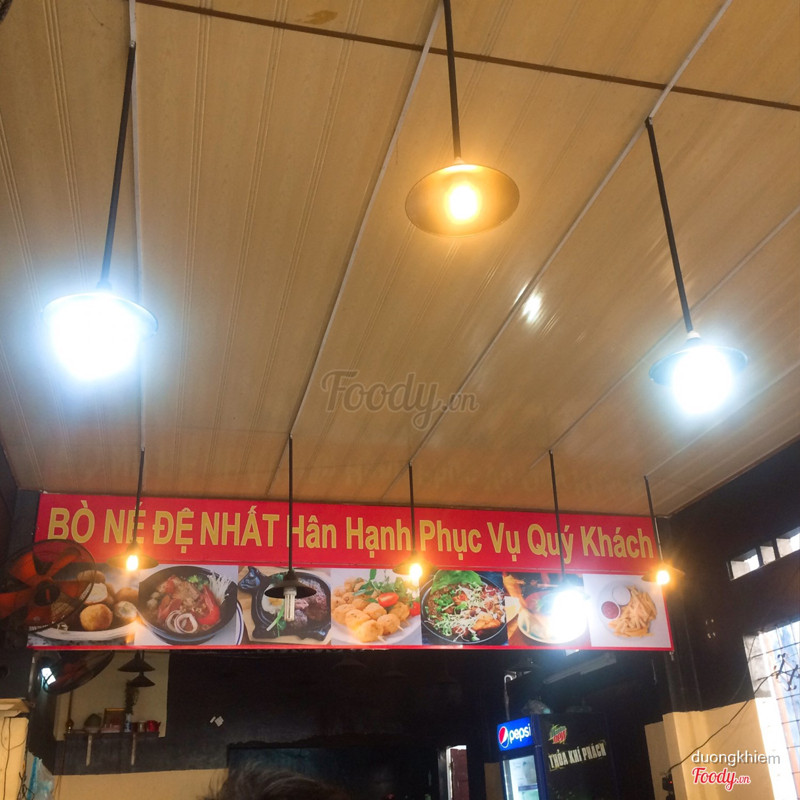 Foody.vn
BÒ NÉ ĐỆ NHẤT Hân Hạnh Phục Vụ Quý Khách
pepsi
THỎA KHÍ PHÁCH
duongkhiem
Foody.vn